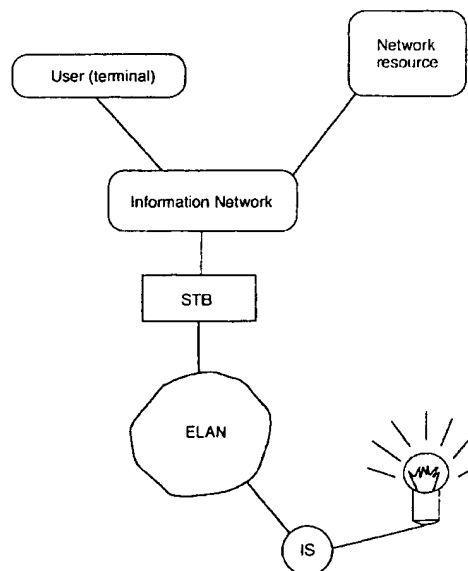 Network
resource
User (terminal)
Information Network
STB
ELAN
IS